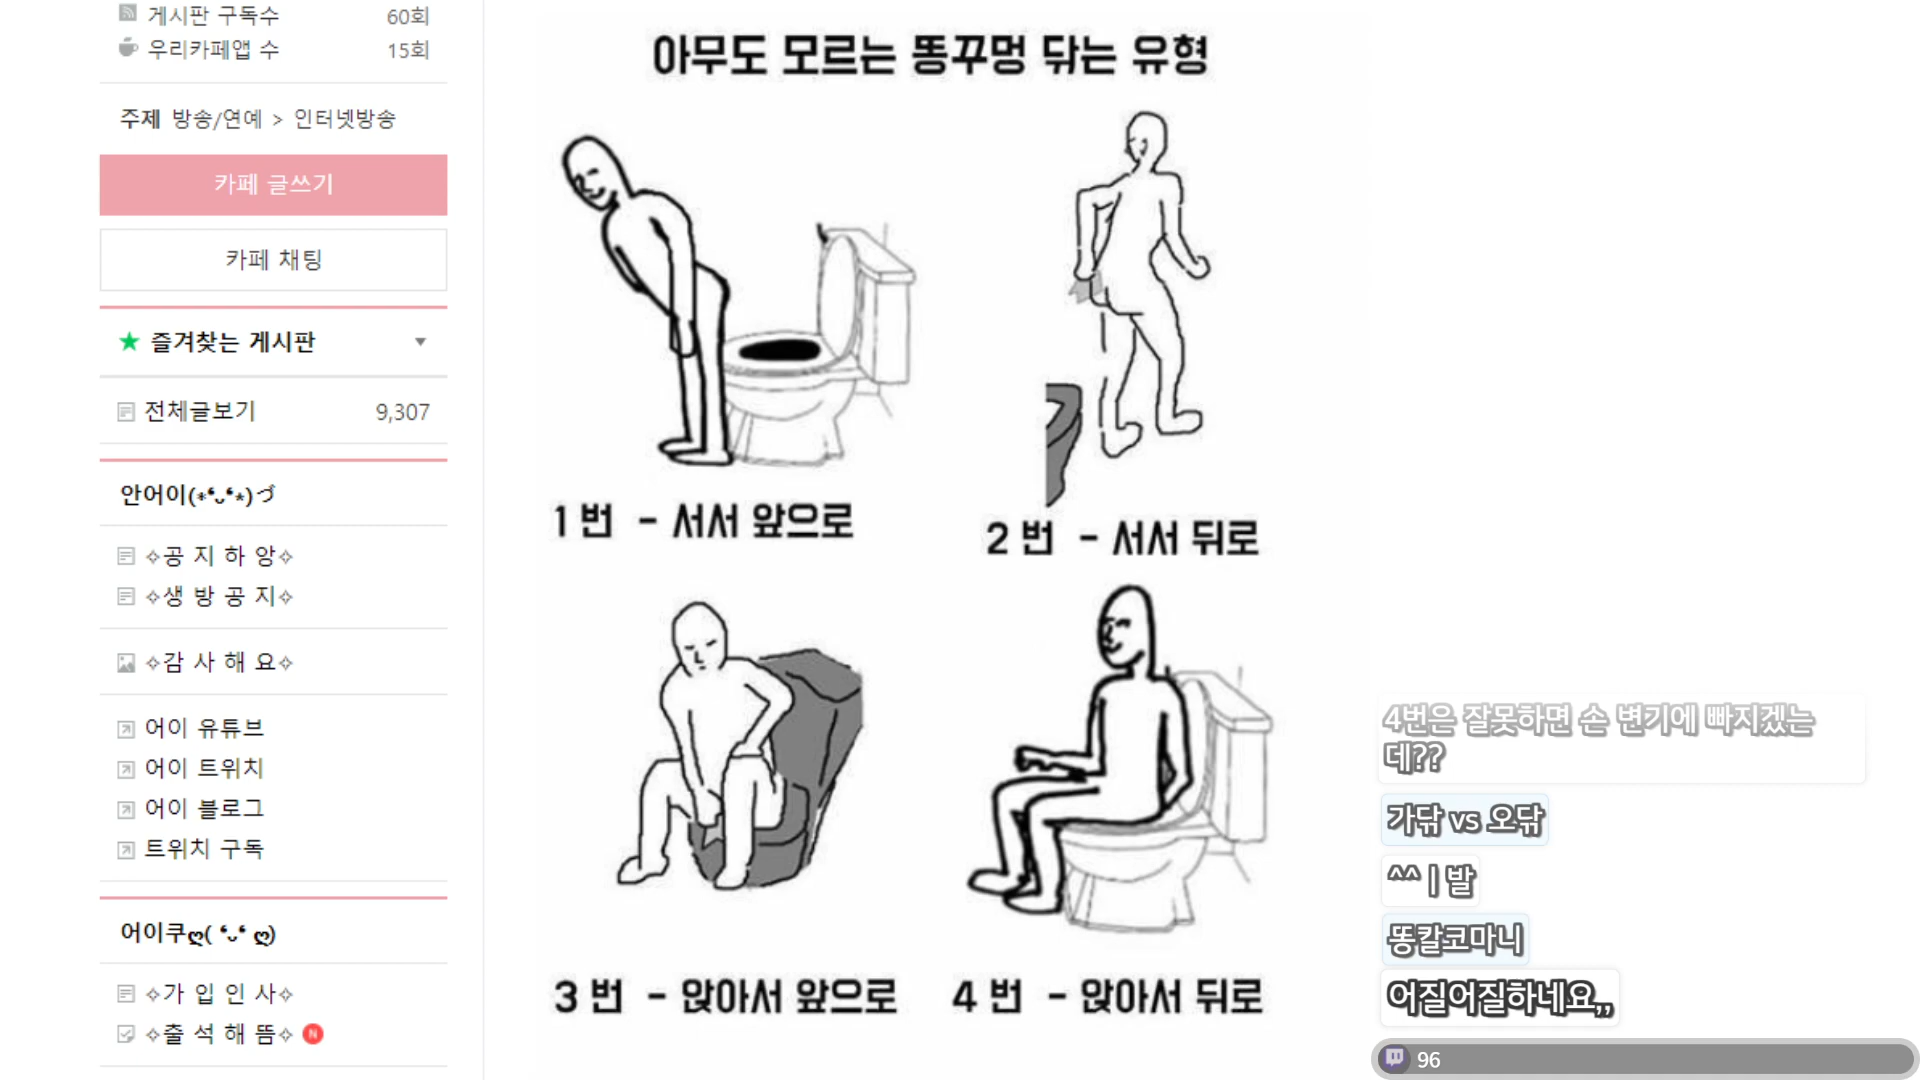 게시판 구독수 60회
우리카페앱 수 15회
주제 방송/연예 > 인터넷방송
카페 글쓰기
카페 채팅
★ 즐겨찾는 게시판 ▼
전체글보기 9,307
안어이(*❛ᴗ❛*)づ
✧공 지 하 앙✧
✧생 방 공 지✧
✧감 사 해 요✧
어이 유튜브
어이 트위치
어이 블로그
트위치 구독
어이쿠ლ( ❛ᴗ❛ ლ)
✧가 입 인 사✧
✧출 석 해 뜸✧ N
아무도 모르는 똥꾸멍 닦는 유형
1 번 - 서서 앞으로
2 번 - 서서 뒤로
3 번 - 앉아서 앞으로
4 번 - 앉아서 뒤로
4번은 잘못하면 손 변기에 빠지겠는
데??
가닦 vs 오닦
^^ | 발
똥칼코마니
어질어질하네요,,
96